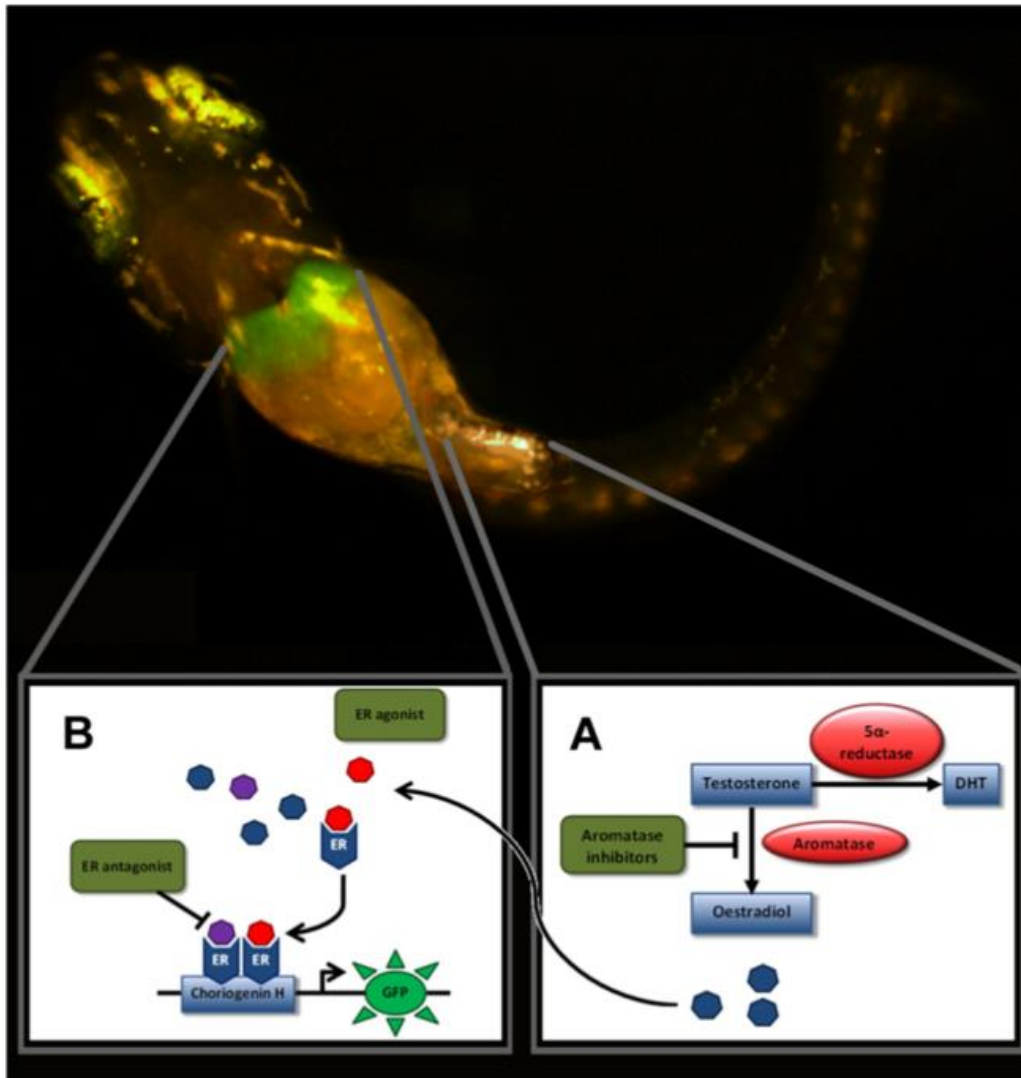 B
ER agonist
ER
ER antagonist
ER
ER
Choriogenin H
GFP
A
5α-
reductase
Testosterone
DHT
Aromatase
inhibitors
Aromatase
Oestradiol